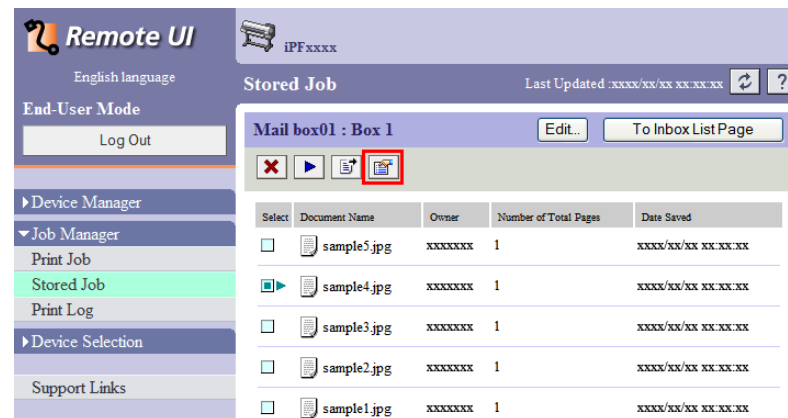 Remote UI
iPFxxxx
English language
Stored Job
Last Updated :xxxx/xx/xx xx:xx:xx
?
End-User Mode
Log Out
Mail box01 : Box 1
Edit...
To Inbox List Page
Device Manager
Job Manager
Print Job
Stored Job
Print Log
Device Selection
Support Links
Select Document Name Owner Number of Total Pages Date Saved
sample5.jpg xxxxxxx 1 xxxx/xx/xx xx:xx:xx
sample4.jpg xxxxxxx 1 xxxx/xx/xx xx:xx:xx
sample3.jpg xxxxxxx 1 xxxx/xx/xx xx:xx:xx
sample2.jpg xxxxxxx 1 xxxx/xx/xx xx:xx:xx
sample1.jpg xxxxxxx 1 xxxx/xx/xx xx:xx:xx